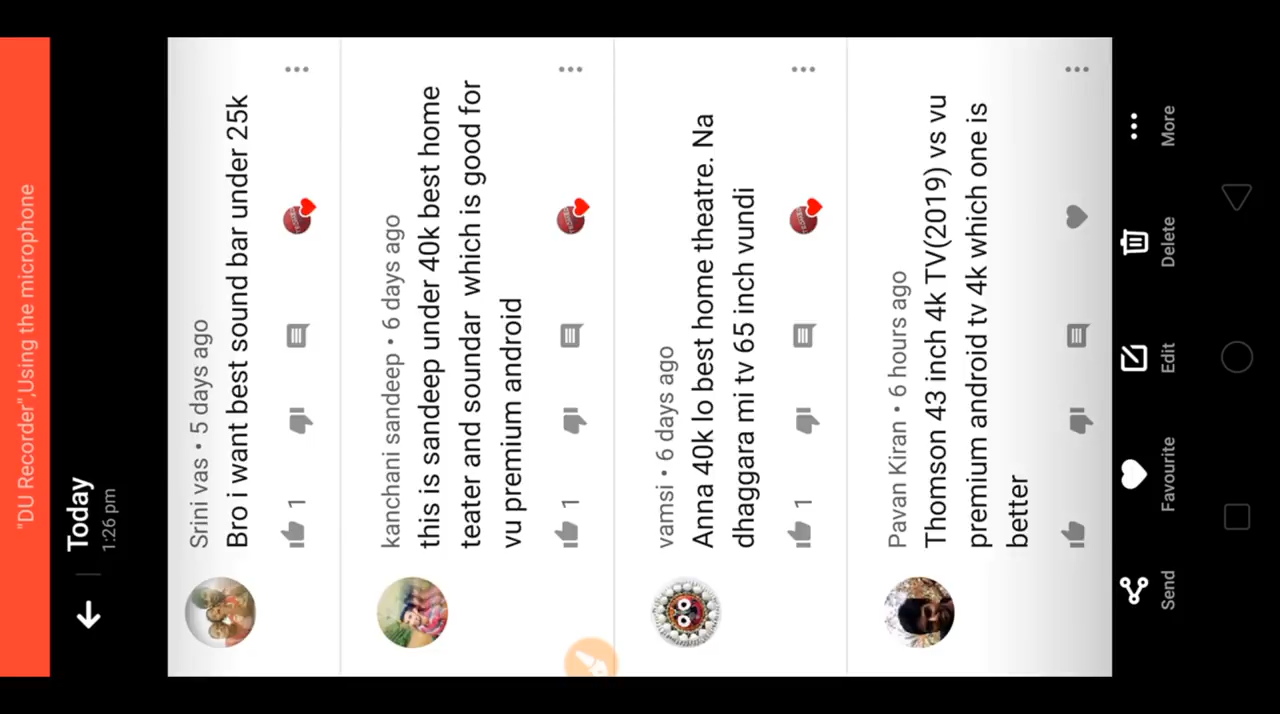 "DU Recorder",Using the microphone
Today
1:26 pm
Srini vas • 5 days ago
Bro i want best sound bar under 25k
1
kanchani sandeep • 6 days ago
this is sandeep under 40k best home
teater and soundar which is good for
vu premium android
1
vamsi • 6 days ago
Anna 40k lo best home theatre. Na
dhaggara mi tv 65 inch vundi
1
Pavan Kiran • 6 hours ago
Thomson 43 inch 4k TV(2019) vs vu
premium android tv 4k which one is
better
Send
Favourite
Edit
Delete
More